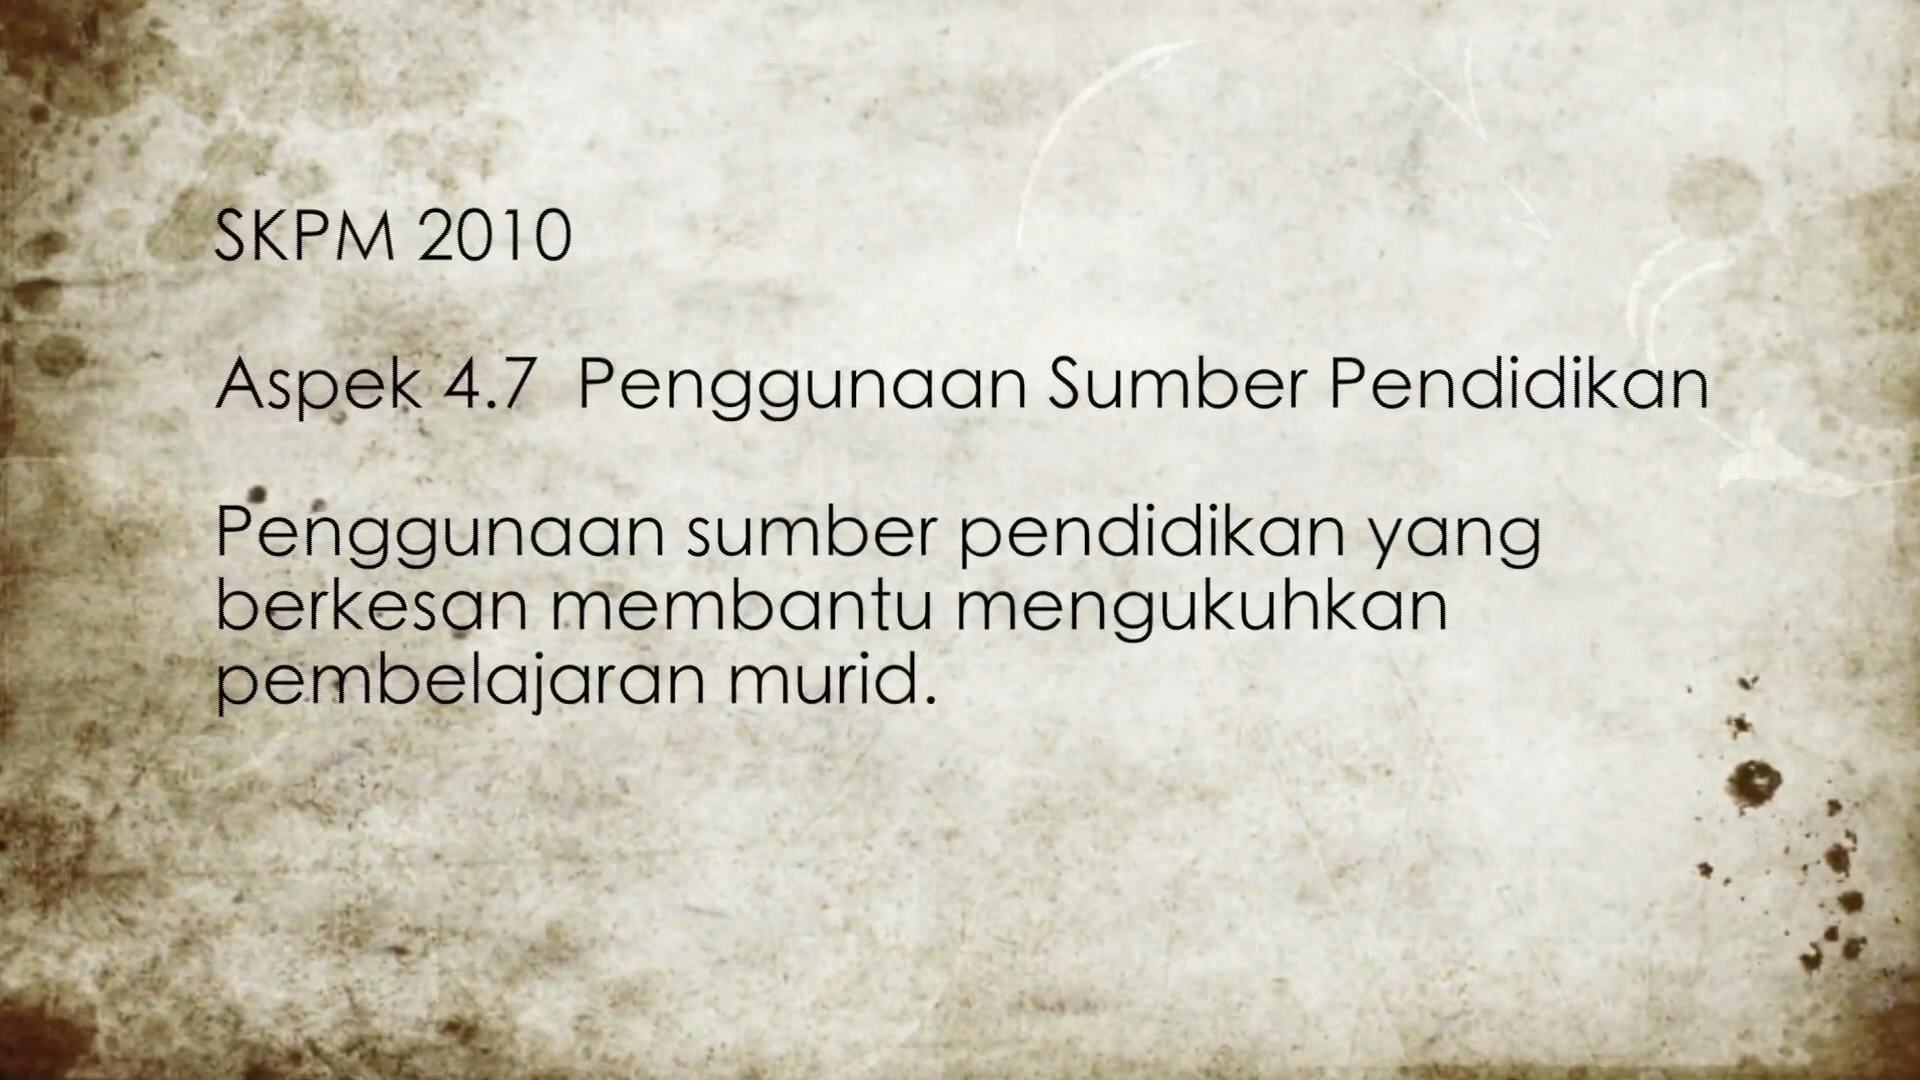 SKPM 2010
Aspek 4.7  Penggunaan Sumber Pendidikan
Penggunaan sumber pendidikan yang
berkesan membantu mengukuhkan
pembelajaran murid.